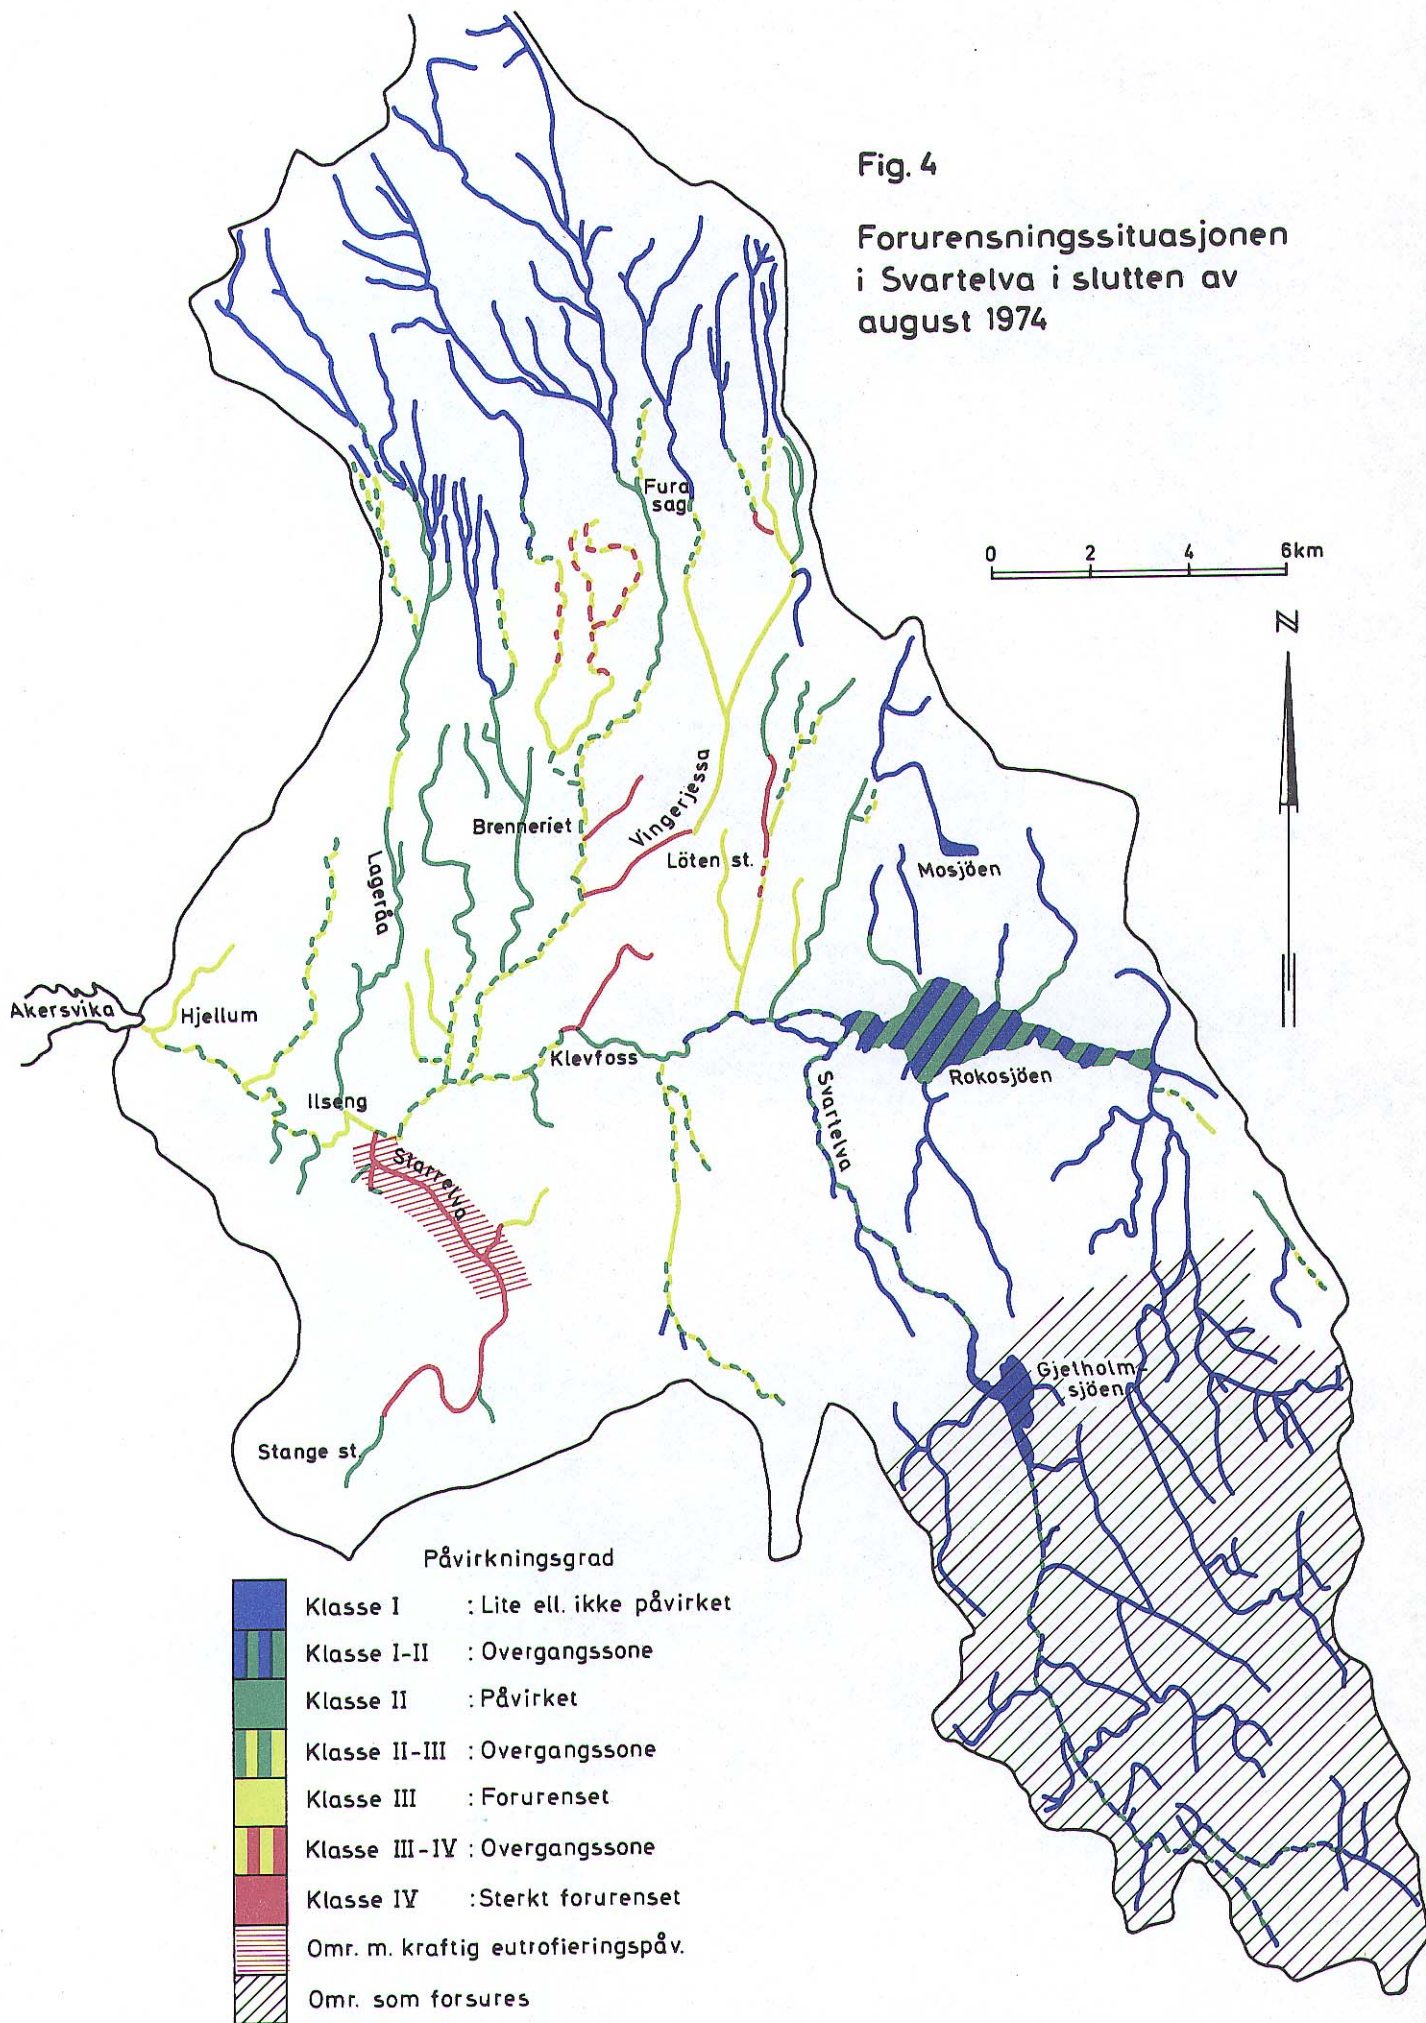 Fig. 4
Forurensningssituasjonen
i Svartelva i slutten av
august 1974
0 2 4 6km
N
Fura
sag
Vingerjessa
Brenneriet
Löten st.
Mosjöen
Lageråa
Akersvika
Hjellum
Klevfoss
Rokosjöen
Svartelva
Ilseng
Starrelva
Gjetholm-
sjöen
Stange st.
Påvirkningsgrad
Klasse I : Lite ell. ikke påvirket
Klasse I-II : Overgangssone
Klasse II : Påvirket
Klasse II-III : Overgangssone
Klasse III : Forurenset
Klasse III-IV : Overgangssone
Klasse IV : Sterkt forurenset
Omr. m. kraftig eutrofieringspåv.
Omr. som forsures